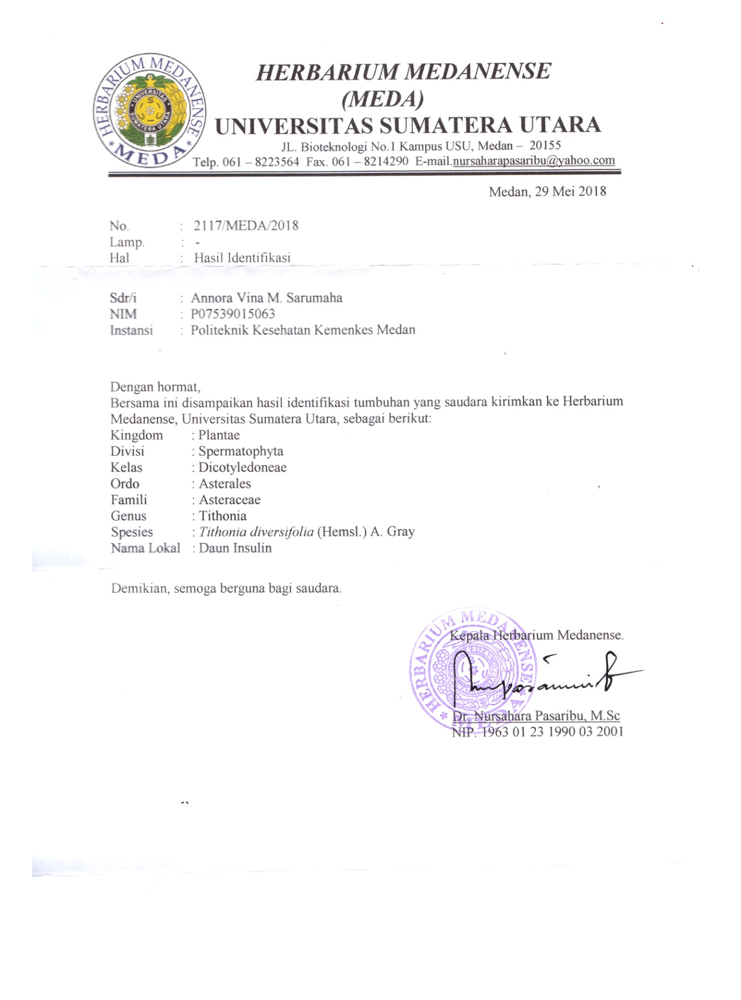 HERBARIUM MEDANENSE
MEDA
UNIVERSITAS
SUMATERA UTARA
HERBARIUM MEDANENSE
(MEDA)
UNIVERSITAS SUMATERA UTARA
JL. Bioteknologi No.1 Kampus USU, Medan – 20155
Telp. 061 – 8223564 Fax. 061 – 8214290 E-mail.nursaharapasaribu@yahoo.com
Medan, 29 Mei 2018
No. : 2117/MEDA/2018
Lamp. : -
Hal : Hasil Identifikasi
Sdr/i : Annora Vina M. Sarumaha
NIM : P07539015063
Instansi : Politeknik Kesehatan Kemenkes Medan
Dengan hormat,
Bersama ini disampaikan hasil identifikasi tumbuhan yang saudara kirimkan ke Herbarium
Medanense, Universitas Sumatera Utara, sebagai berikut:
Kingdom : Plantae
Divisi : Spermatophyta
Kelas : Dicotyledoneae
Ordo : Asterales
Famili : Asteraceae
Genus : Tithonia
Spesies : Tithonia diversifolia (Hemsl.) A. Gray
Nama Lokal : Daun Insulin
Demikian, semoga berguna bagi saudara.
HERBARIUM MEDANENSE
MEDA
Kepala Herbarium Medanense.
Dr. Nursahara Pasaribu, M.Sc
NIP. 1963 01 23 1990 03 2001